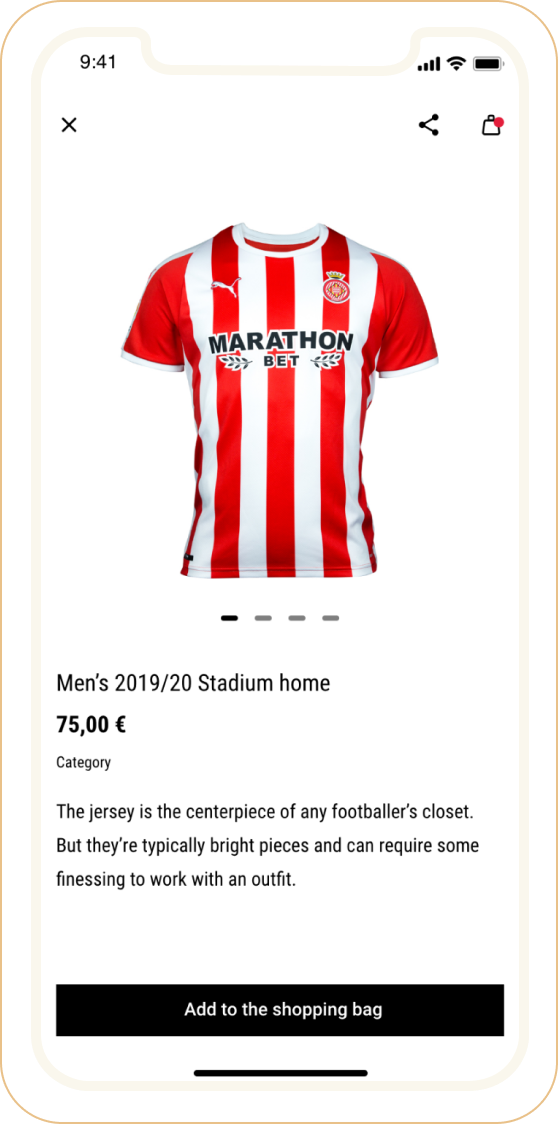 9:41
MARATHON
BET
Men’s 2019/20 Stadium home
75,00 €
Category
The jersey is the centerpiece of any footballer’s closet.
But they’re typically bright pieces and can require some
finessing to work with an outfit.
Add to the shopping bag